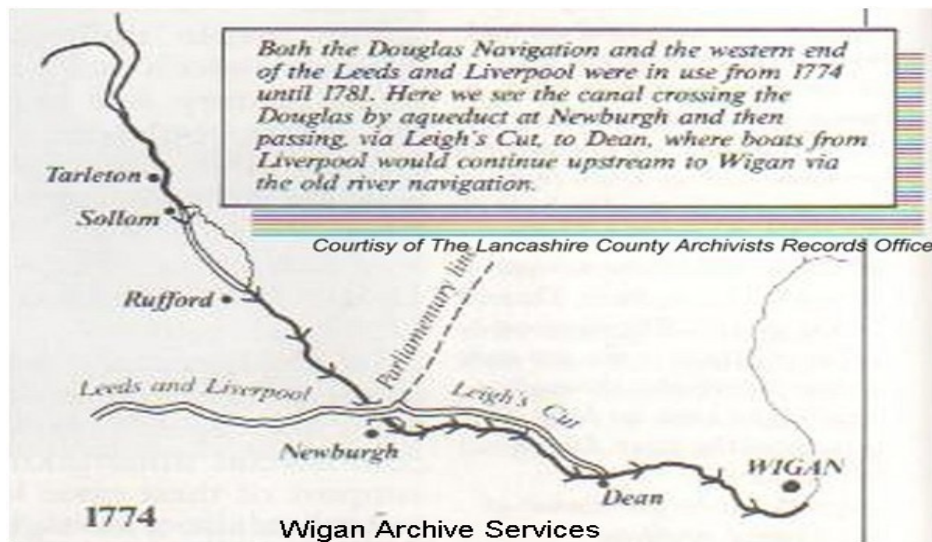 Both the Douglas Navigation and the western end
of the Leeds and Liverpool were in use from 1774
until 1781. Here we see the canal crossing the
Douglas by aqueduct at Newburgh and then
passing, via Leigh's Cut, to Dean, where boats from
Liverpool would continue upstream to Wigan via
the old river navigation.
Courtisy of The Lancashire County Archivists Records Office
Tarleton
Sollom
Rufford
Parliamentary line
Leeds and Liverpool
Leigh's Cut
Newburgh
Dean
WIGAN
1774
Wigan Archive Services